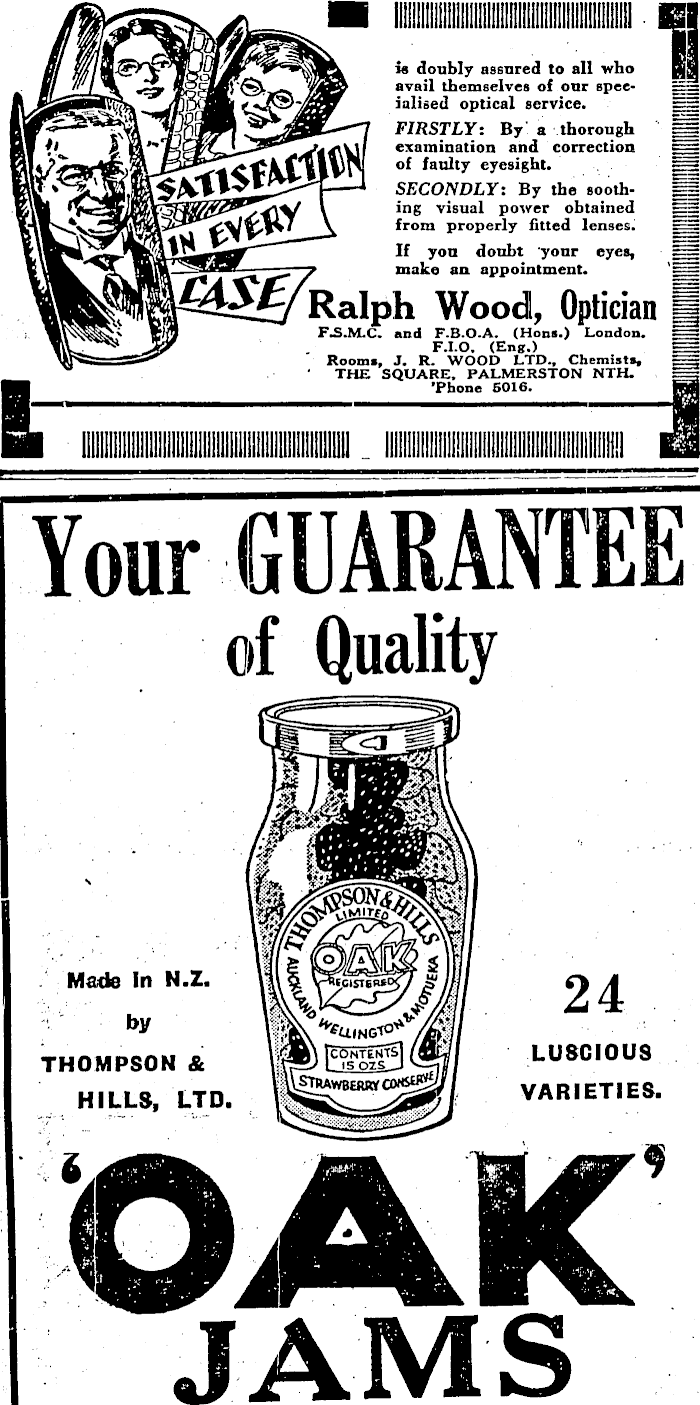 SATISFACTION
IN EVERY
CASE
is doubly assured to all who
avail themselves of our spec-
ialised optical service.
FIRSTLY: By a thorough
examination and correction
of faulty eyesight.
SECONDLY: By the sooth-
ing visual power obtained
from properly fitted lenses.
If you doubt your eyes,
make an appointment.
Ralph Wood, Optician
F.S.M.C. and F.B.O.A. (Hons.) London.
F.I.O. (Eng.)
Rooms, J. R. WOOD LTD., Chemists,
THE SQUARE, PALMERSTON NTH.
'Phone 5016.
Your GUARANTEE
of Quality
THOMPSON & HILLS
LIMITED
OAK
REGISTERED
AUCKLAND WELLINGTON & MOTUEKA
CONTENTS
15 OZS
STRAWBERRY CONSERVE
Made in N.Z.
by
THOMPSON &
HILLS, LTD.
24
LUSCIOUS
VARIETIES.
'OAK'
JAMS